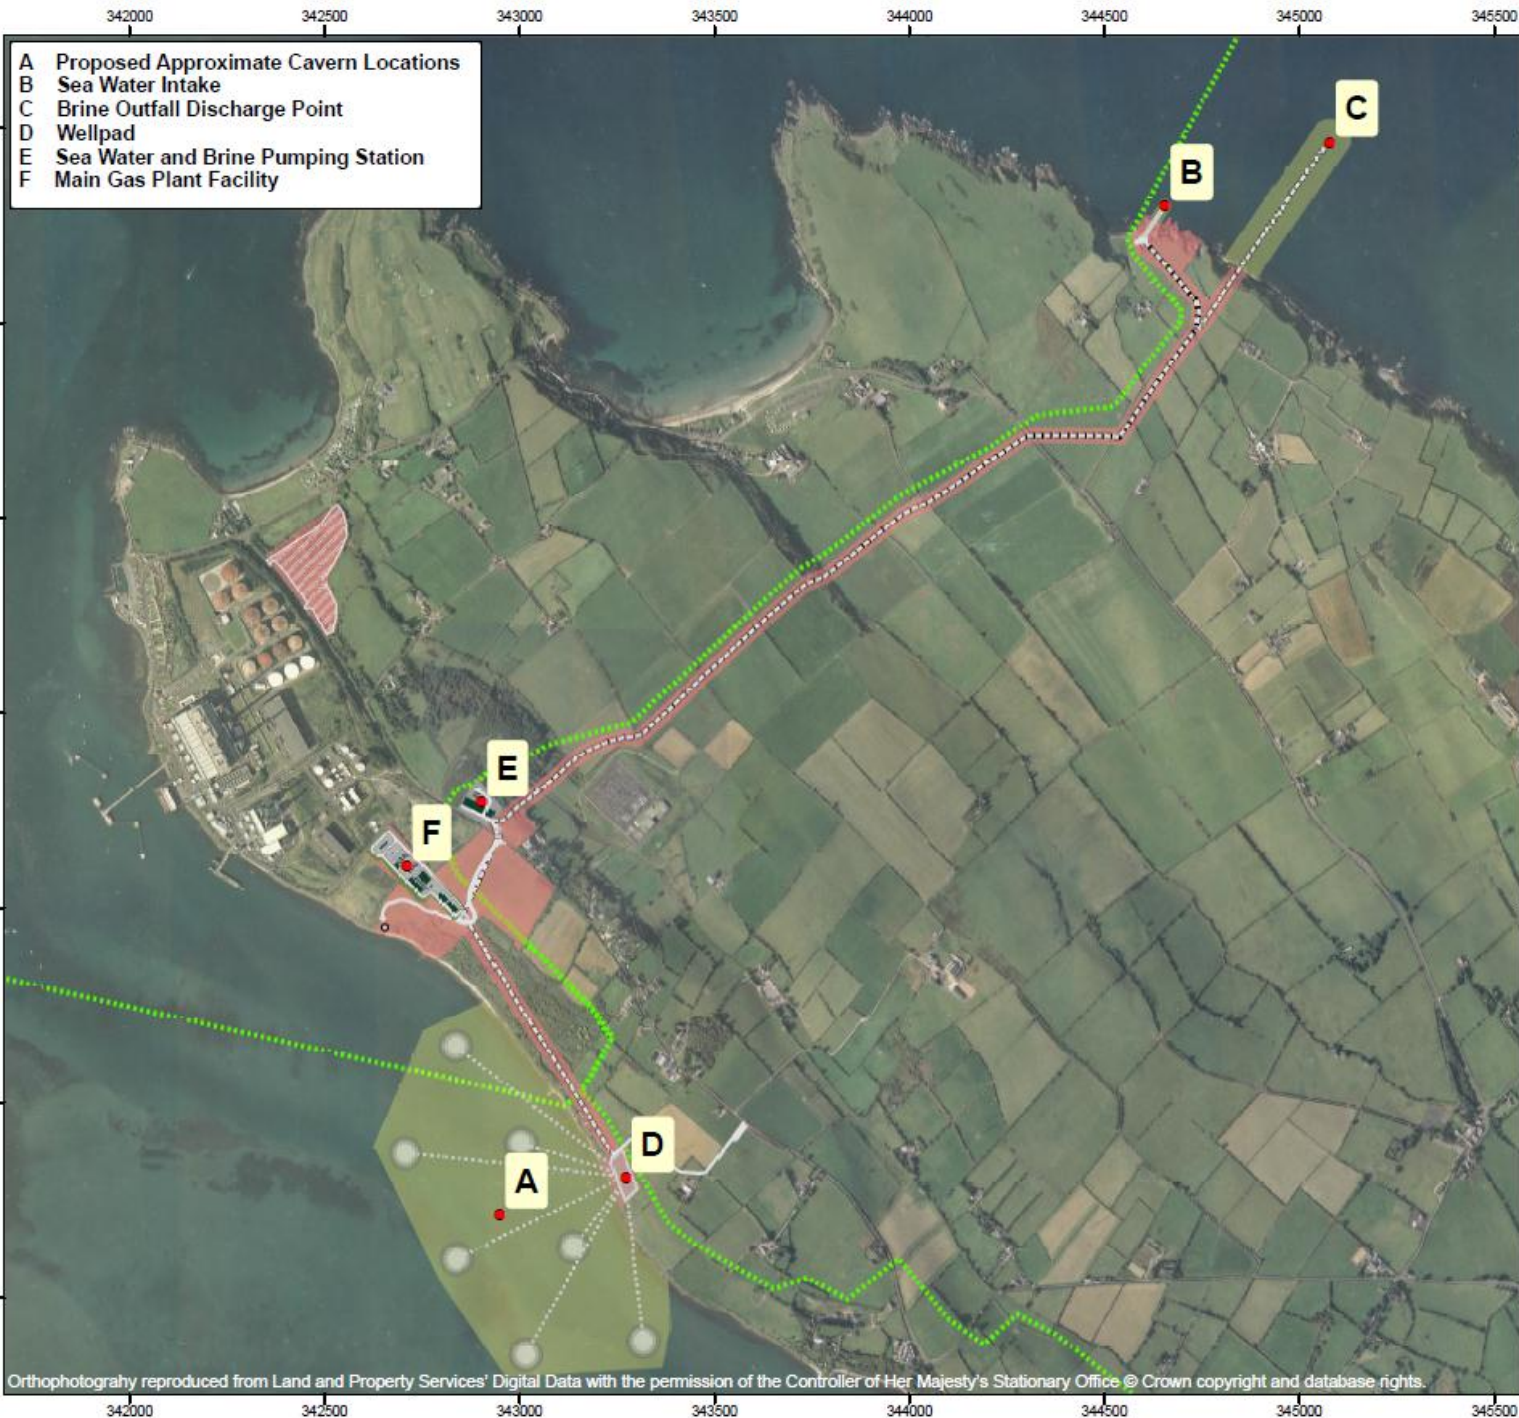 342000 342500 343000 343500 344000 344500 345000 345500
A Proposed Approximate Cavern Locations
B Sea Water Intake
C Brine Outfall Discharge Point
D Wellpad
E Sea Water and Brine Pumping Station
F Main Gas Plant Facility
C
B
E
F
D
A
Orthophotograhy reproduced from Land and Property Services' Digital Data with the permission of the Controller of Her Majesty's Stationary Office © Crown copyright and database rights.
342000 342500 343000 343500 344000 344500 345000 345500